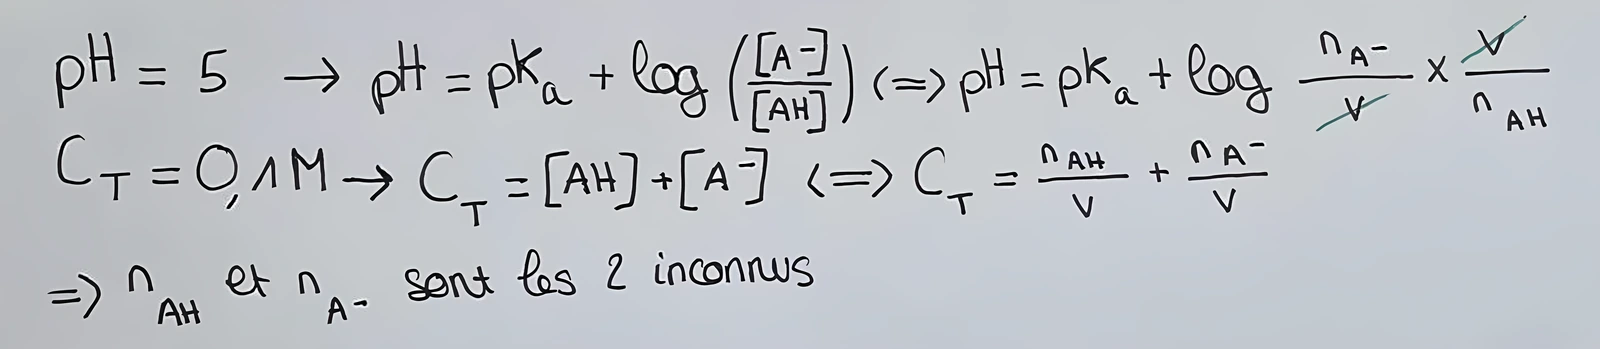 pH = 5 → pH = pKa + log ([A-]/[AH]) <=> pH = pKa + log nA-/V × V/nAH
CT = 0,1M → CT = [AH] + [A-] <=> CT = nAH/V + nA-/V
=> nAH et nA- sont les 2 inconnus